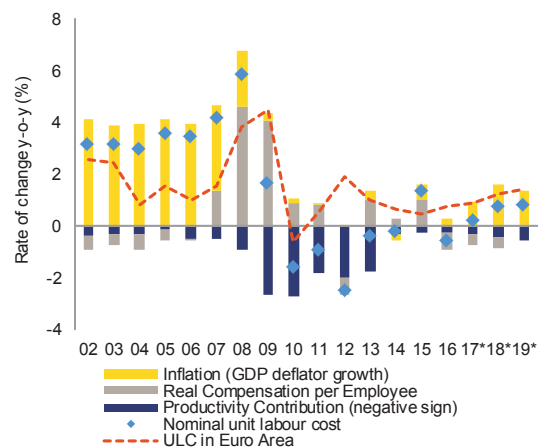 Rate of change y-o-y (%)
8
6
4
2
0
-2
-4
02 03 04 05 06 07 08 09 10 11 12 13 14 15 16 17* 18* 19*
Inflation (GDP deflator growth)
Real Compensation per Employee
Productivity Contribution (negative sign)
Nominal unit labour cost
ULC in Euro Area